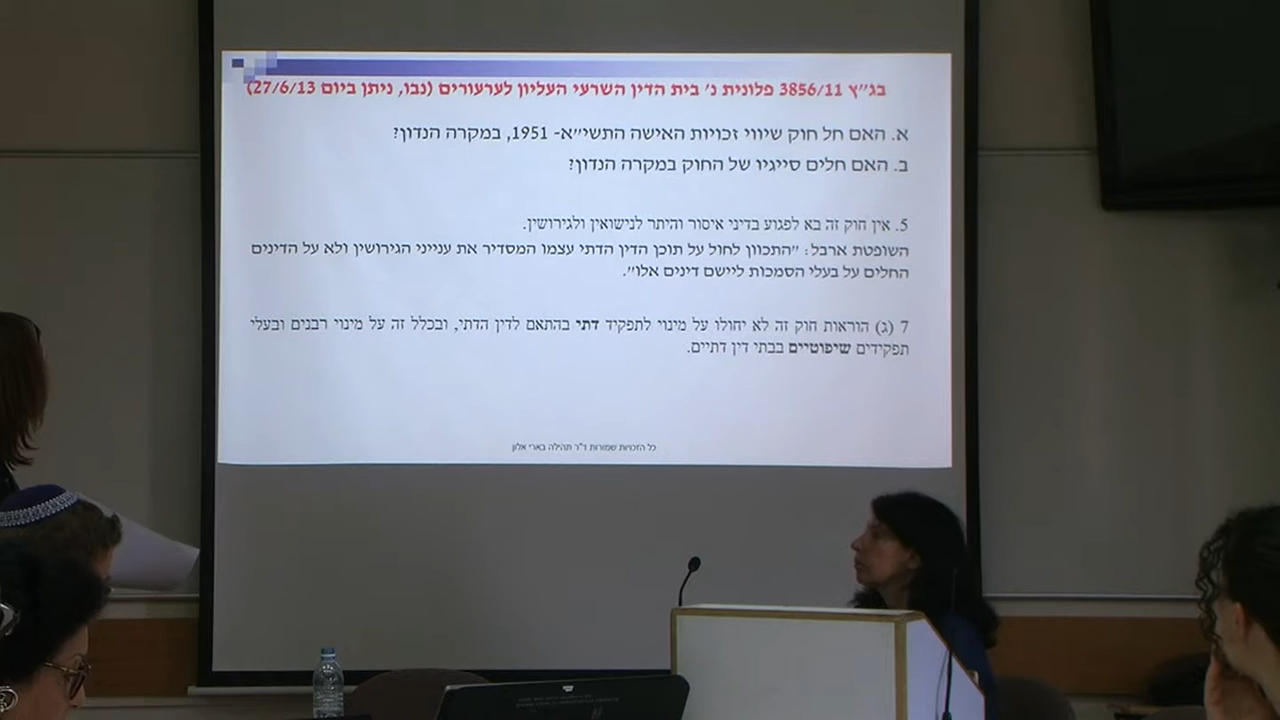 בג״ץ 3856/11 פלונית נ׳ בית הדין השרעי העליון לערעורים (נבו, ניתן ביום 27/6/13)
א. האם חל חוק שיווי זכויות האישה התשי״א- 1951, במקרה הנדון?
ב. האם חלים סייגיו של החוק במקרה הנדון?
5. אין חוק זה בא לפגוע בדיני איסור והיתר לנישואין ולגירושין.
השופטת ארבל: ״התכוון לחול על תוכן הדין הדתי עצמו המסדיר את ענייני הגירושין ולא על הדינים
החלים על בעלי הסמכות ליישם דינים אלו״.
7 (ג) הוראות חוק זה לא יחולו על מינוי לתפקיד דתי בהתאם לדין הדתי, ובכלל זה על מינוי רבנים ובעלי
תפקידים שיפוטיים בבתי דין דתיים.
כל הזכויות שמורות ד"ר תהילה בארי אלון